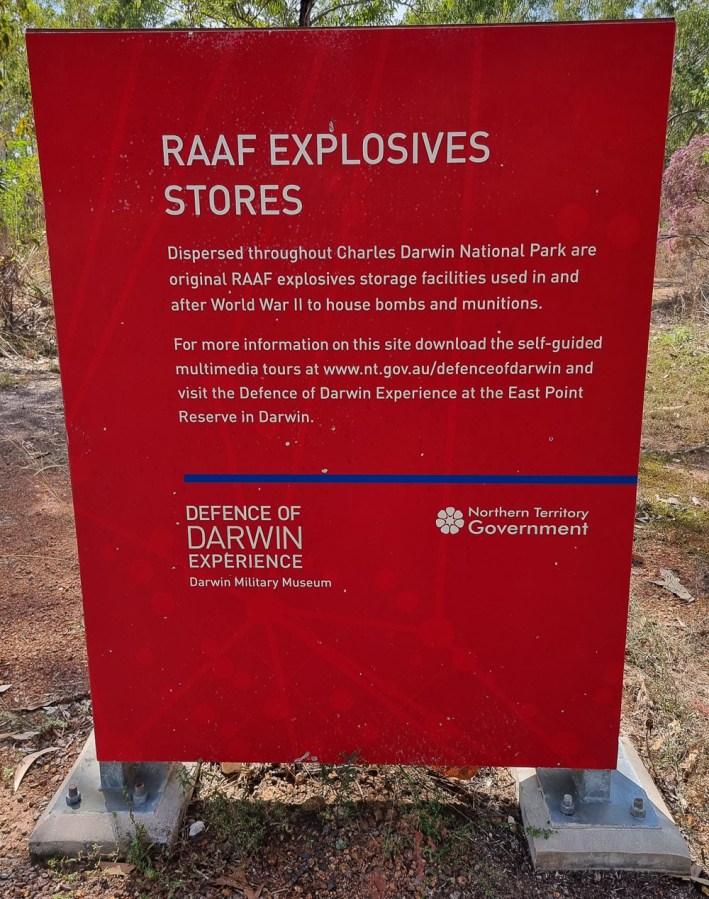 RAAF EXPLOSIVES
STORES
Dispersed throughout Charles Darwin National Park are
original RAAF explosives storage facilities used in and
after World War II to house bombs and munitions.
For more information on this site download the self-guided
multimedia tours at www.nt.gov.au/defenceofdarwin and
visit the Defence of Darwin Experience at the East Point
Reserve in Darwin.
DEFENCE OF
DARWIN
EXPERIENCE
Darwin Military Museum
Northern Territory
Government